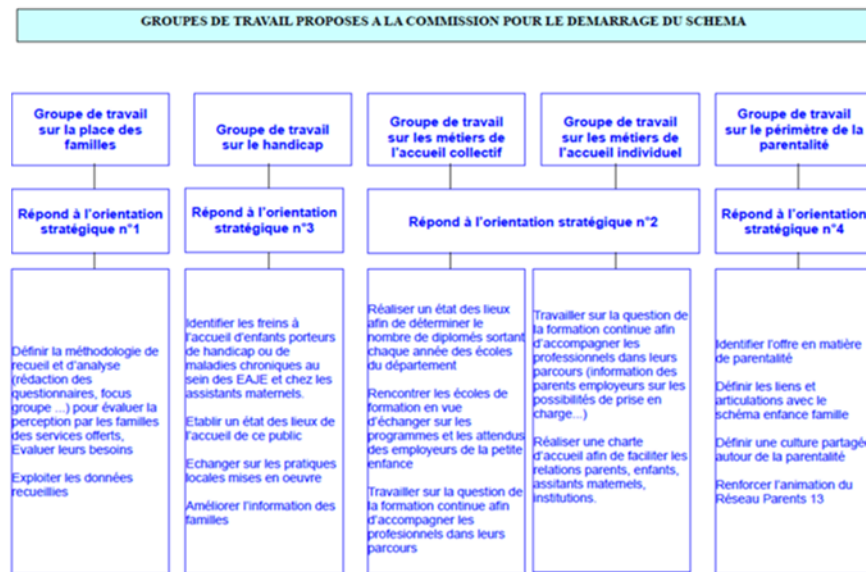 GROUPES DE TRAVAIL PROPOSES A LA COMMISSION POUR LE DEMARRAGE DU SCHEMA
Groupe de travail
sur la place des
familles
Groupe de travail
sur le handicap
Groupe de travail
sur les métiers de
l'accueil collectif
Groupe de travail
sur les métiers de
l'accueil individuel
Groupe de travail
sur le périmètre de la
parentalité
Répond à l'orientation
stratégique n°1
Répond à l'orientation
stratégique n°3
Répond à l'orientation stratégique n°2
Répond à l'orientation
stratégique n°4
Définir la méthodologie de
recueil et d'analyse
(rédaction des
questionnaires, focus
groupe ...) pour évaluer la
perception par les familles
des services offerts,
Evaluer leurs besoins
Exploiter les données
recueillies
Identifier les freins à
l'accueil d'enfants porteurs
de handicap ou de
maladies chroniques au
sein des EAJE et chez les
assistants maternels.
Etablir un état des lieux de
l'accueil de ce public
Echanger sur les pratiques
locales mises en oeuvre
Améliorer l'information des
familles
Réaliser un état des lieux
afin de déterminer le
nombre de diplomés sortant
chaque année des écoles
du département
Rencontrer les écoles de
formation en vue
d'échanger sur les
programmes et les attendus
des employeurs de la petite
enfance
Travailler sur la question de
la formation continue afin
d'accompagner les
profesionnels dans leurs
parcours
Travailler sur la question de
la formation continue afin
d'accompagner les
professionnels dans leurs
parcours (information des
parents employeurs sur les
possibilités de prise en
charge...)
Réaliser une charte
d'accueil afin de faciliter les
relations parents, enfants,
assitants maternels,
institutions.
Identifier l'offre en matière
de parentalité
Définir les liens et
articulations avec le
schéma enfance famille
Définir une culture partagée
autour de la parentalité
Renforcer l'animation du
Réseau Parents 13